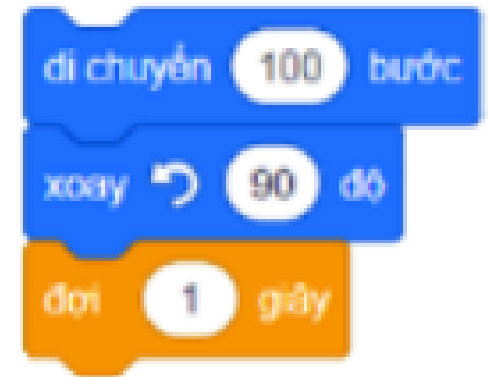 di chuyển 100 bước
xoay 90 độ
đợi 1 giây